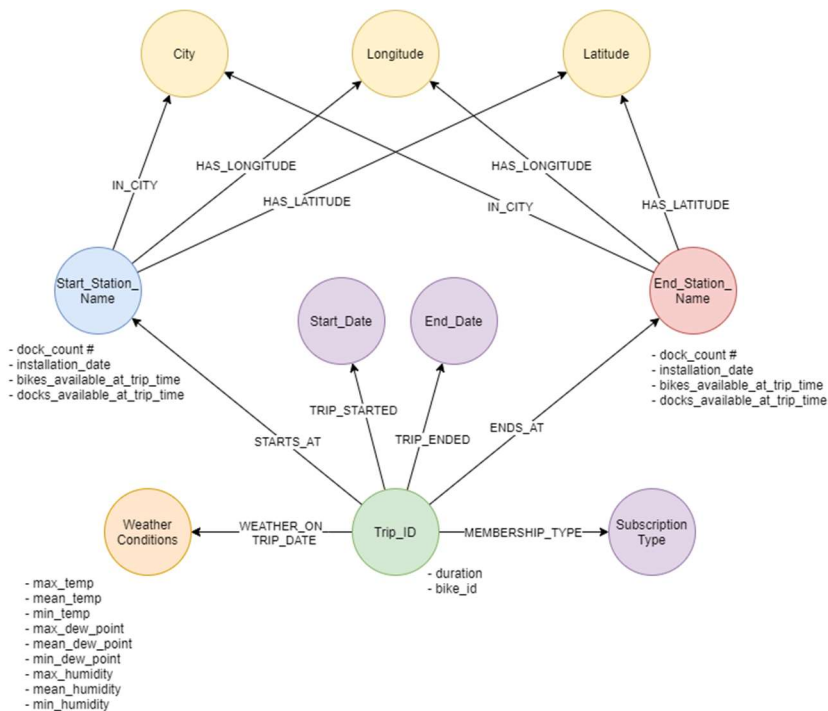 City
Longitude
Latitude
HAS_LONGITUDE
HAS_LONGITUDE
IN_CITY
HAS_LATITUDE
IN_CITY
HAS_LATITUDE
Start_Station_
Name
End_Station_
Name
Start_Date
End_Date
- dock_count #
- installation_date
- bikes_available_at_trip_time
- docks_available_at_trip_time
- dock_count #
- installation_date
- bikes_available_at_trip_time
- docks_available_at_trip_time
TRIP_STARTED
STARTS_AT
TRIP_ENDED
ENDS_AT
Weather
Conditions
WEATHER_ON_
TRIP_DATE
Trip_ID
MEMBERSHIP_TYPE
Subscription
Type
- duration
- bike_id
- max_temp
- mean_temp
- min_temp
- max_dew_point
- mean_dew_point
- min_dew_point
- max_humidity
- mean_humidity
- min_humidity